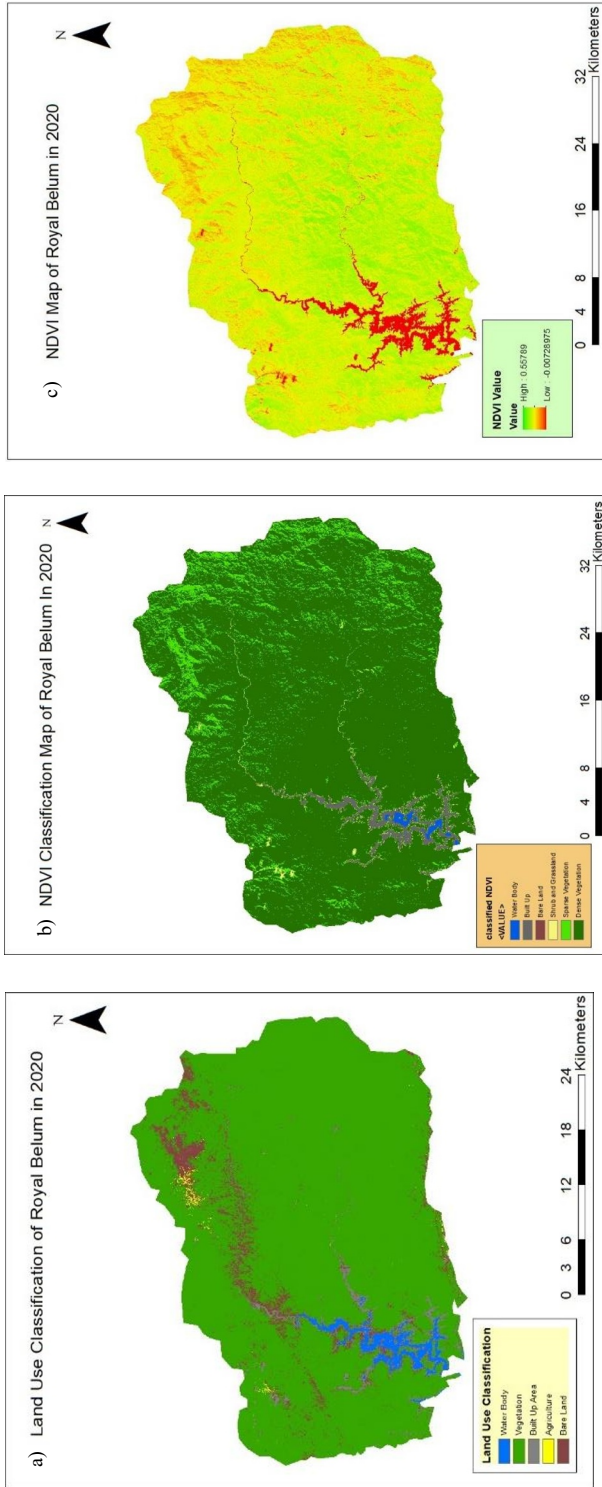 a)
Land Use Classification of Royal Belum in 2020
N
Land Use Classification
Water Body
Vegetation
Built Up Area
Agriculture
Bare Land
0 3 6 12 18 24
Kilometers
b)
NDVI Classification Map of Royal Belum In 2020
N
classified NDVI
<VALUE>
Water Body
Built Up
Bare Land
Shrub and Grassland
Sparse Vegetation
Dense Vegetation
0 4 8 16 24 32
Kilometers
c)
NDVI Map of Royal Belum in 2020
N
NDVI Value
Value
High : 0.55789
Low : -0.00728975
0 4 8 16 24 32
Kilometers